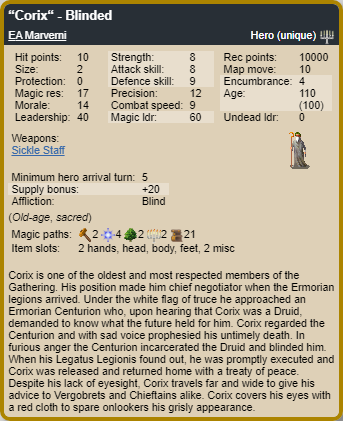 “Corix“ - Blinded
EA Marverni Hero (unique)
Hit points: 10 Strength: 8 Rec points: 10000
Size: 2 Attack skill: 8 Map move: 10
Protection: 0 Defence skill: 9 Encumbrance: 4
Magic res: 17 Precision: 12 Age: 110
Morale: 14 Combat speed: 9 (100)
Leadership: 40 Magic ldr: 60 Undead ldr: 0
Weapons:
Sickle Staff
Minimum hero arrival turn: 5
Supply bonus: +20
Affliction: Blind
(Old-age, sacred)
Magic paths: 2 4 2 2 21
Item slots: 2 hands, head, body, feet, 2 misc
Corix is one of the oldest and most respected members of the
Gathering. His position made him chief negotiator when the Ermorian
legions arrived. Under the white flag of truce he approached an
Ermorian Centurion who, upon hearing that Corix was a Druid,
demanded to know what the future held for him. Corix regarded the
Centurion and with sad voice prophesied his untimely death. In
furious anger the Centurion incarcerated the Druid and blinded him.
When his Legatus Legionis found out, he was promptly executed and
Corix was released and returned home with a treaty of peace.
Despite his lack of eyesight, Corix travels far and wide to give his
advice to Vergobrets and Chieftains alike. Corix covers his eyes with
a red cloth to spare onlookers his grisly appearance.